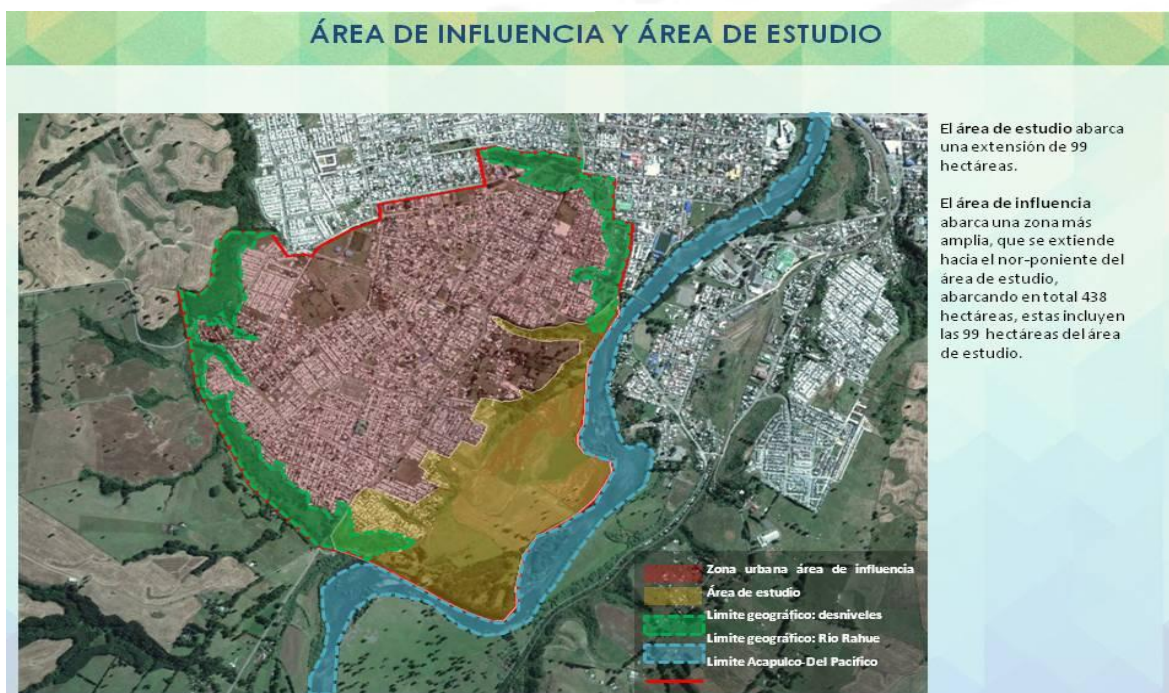 ÁREA DE INFLUENCIA Y ÁREA DE ESTUDIO
El área de estudio abarca
una extensión de 99
hectáreas.
El área de influencia
abarca una zona más
amplia, que se extiende
hacia el nor-poniente del
área de estudio,
abarcando en total 438
hectáreas, estas incluyen
las 99 hectáreas del área
de estudio.
Zona urbana área de influencia
Área de estudio
Limite geográfico: desniveles
Limite geográfico: Rio Rahue
Limite Acapulco-Del Pacifico